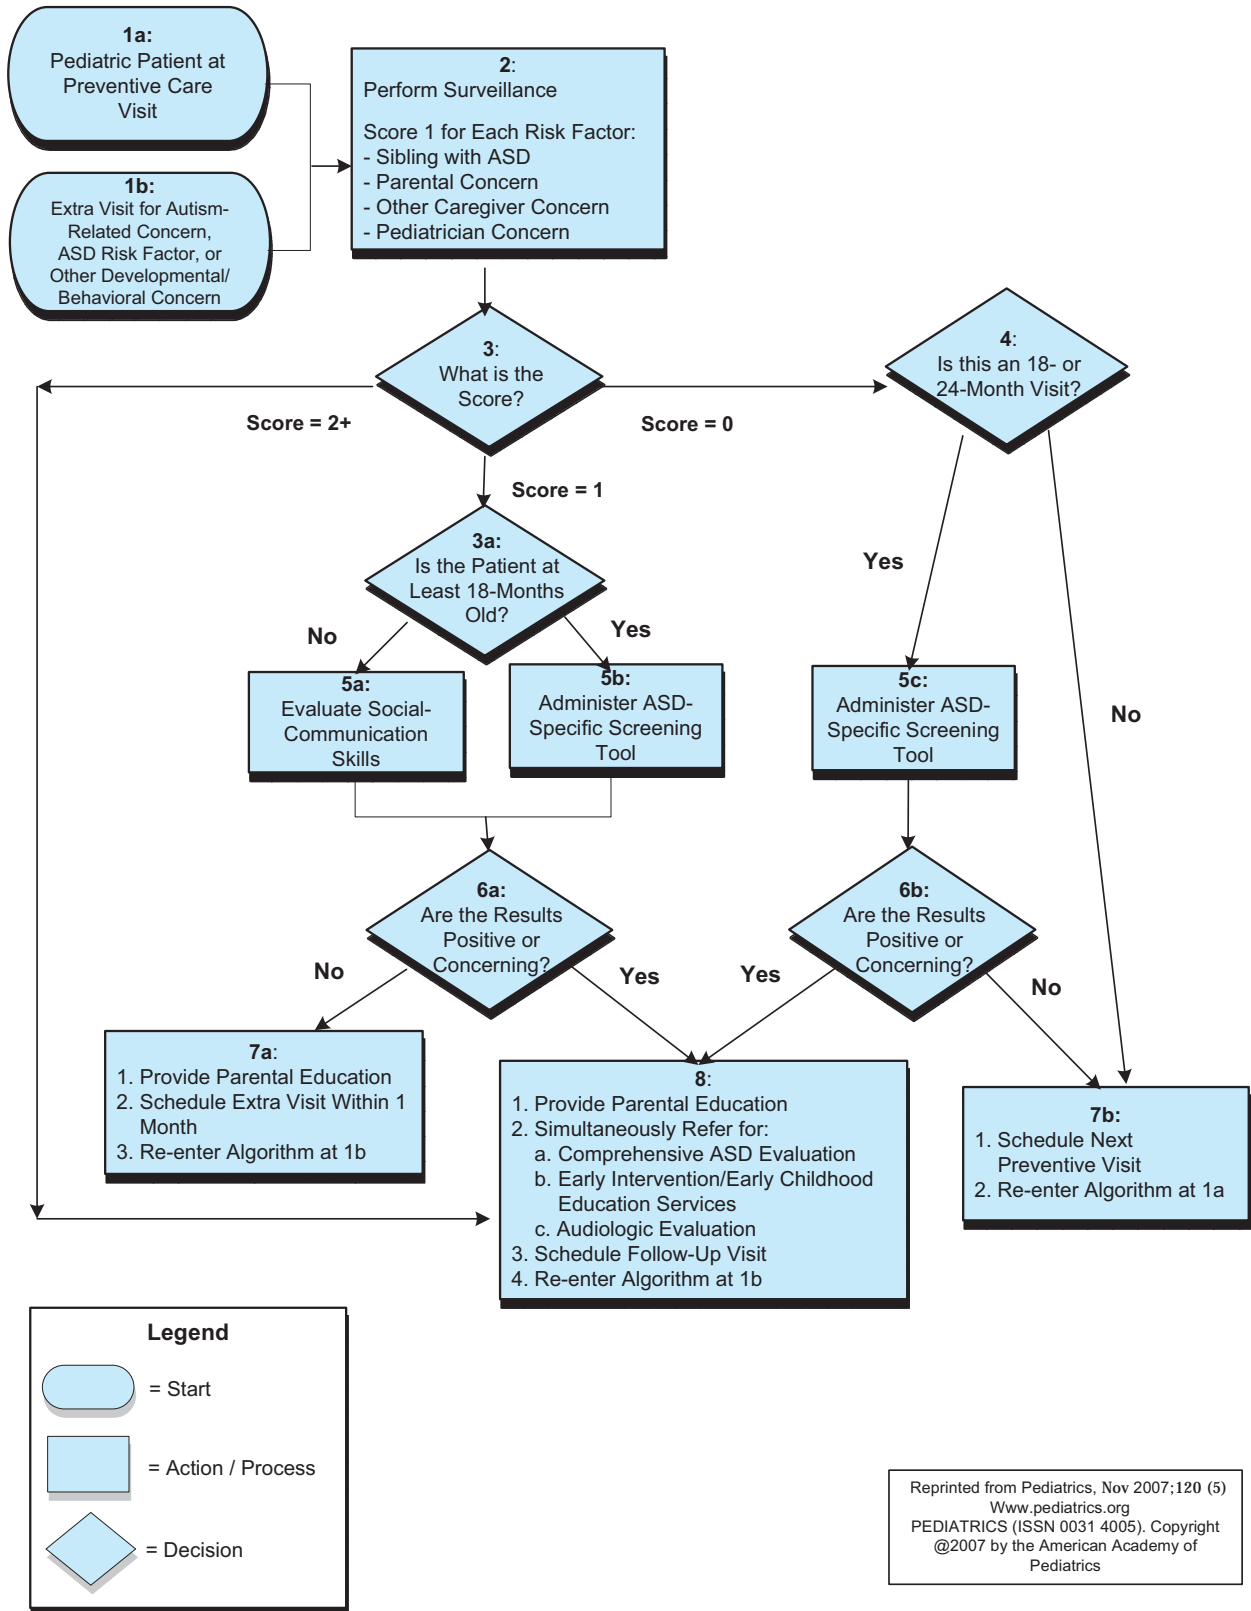 1a:
Pediatric Patient at
Preventive Care
Visit
1b:
Extra Visit for Autism-
Related Concern,
ASD Risk Factor, or
Other Developmental/
Behavioral Concern
2:
Perform Surveillance
Score 1 for Each Risk Factor:
- Sibling with ASD
- Parental Concern
- Other Caregiver Concern
- Pediatrician Concern
3:
What is the
Score?
4:
Is this an 18- or
24-Month Visit?
Score = 2+
Score = 0
Score = 1
3a:
Is the Patient at
Least 18-Months
Old?
Yes
No
Yes
5a:
Evaluate Social-
Communication
Skills
5b:
Administer ASD-
Specific Screening
Tool
5c:
Administer ASD-
Specific Screening
Tool
No
6a:
Are the Results
Positive or
Concerning?
6b:
Are the Results
Positive or
Concerning?
No
Yes
Yes
No
7a:
1. Provide Parental Education
2. Schedule Extra Visit Within 1
Month
3. Re-enter Algorithm at 1b
8:
1. Provide Parental Education
2. Simultaneously Refer for:
a. Comprehensive ASD Evaluation
b. Early Intervention/Early Childhood
Education Services
c. Audiologic Evaluation
3. Schedule Follow-Up Visit
4. Re-enter Algorithm at 1b
7b:
1. Schedule Next
Preventive Visit
2. Re-enter Algorithm at 1a
Legend
= Start
= Action / Process
= Decision
Reprinted from Pediatrics, Nov 2007;120 (5)
Www.pediatrics.org
PEDIATRICS (ISSN 0031 4005). Copyright
@2007 by the American Academy of
Pediatrics